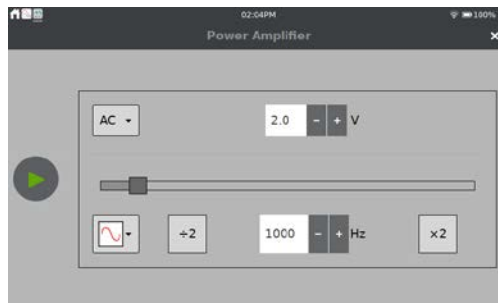 02:04PM 100%
Power Amplifier ×
AC 2.0 - + V
÷2 1000 - + Hz ×2